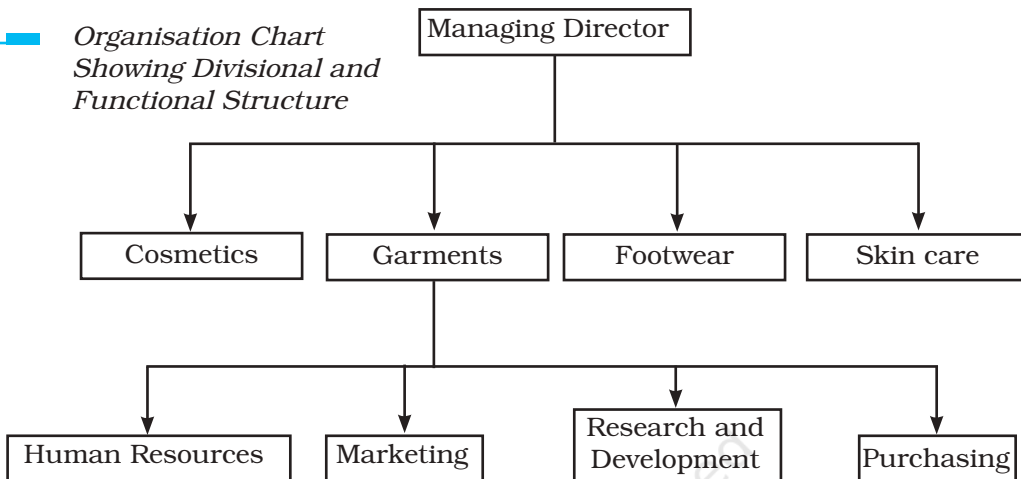 Organisation Chart
Showing Divisional and
Functional Structure
Managing Director
Cosmetics
Garments
Footwear
Skin care
Human Resources
Marketing
Research and
Development
Purchasing